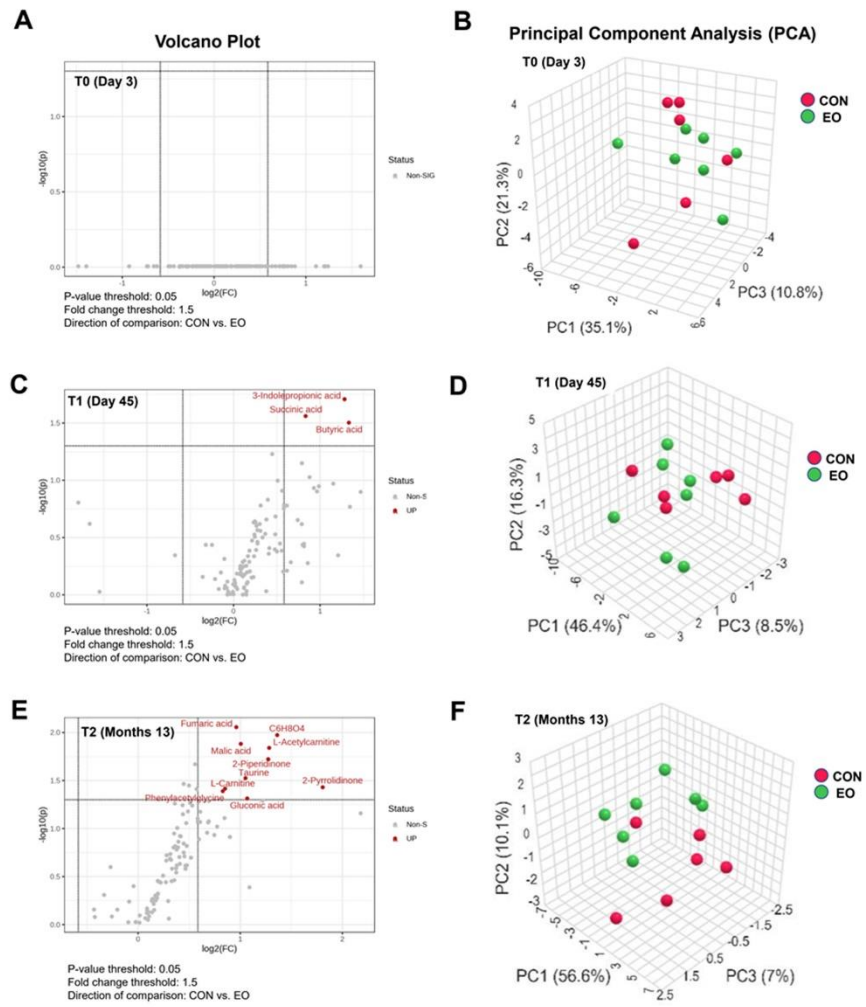 A
Volcano Plot
T0 (Day 3)
1.0
0.5
0.0
-log10(p)
-1
0
1
log2(FC)
Status
Non-SIG
P-value threshold: 0.05
Fold change threshold: 1.5
Direction of comparison: CON vs. EO
B
Principal Component Analysis (PCA)
T0 (Day 3)
CON
EO
4
2
0
-2
-4
-6
PC2 (21.3%)
-10
-6
-2
2
6
PC1 (35.1%)
-4
-2
0
2
4
6
PC3 (10.8%)
C
T1 (Day 45)
3-Indolepropionic acid
Succinic acid
Butyric acid
1.5
1.0
0.5
0.0
-log10(p)
-1
0
1
log2(FC)
Status
Non-S
UP
P-value threshold: 0.05
Fold change threshold: 1.5
Direction of comparison: CON vs. EO
D
T1 (Day 45)
CON
EO
5
3
1
-1
-3
-5
PC2 (16.3%)
-10
-6
-2
2
6
PC1 (46.4%)
-3
-2
-1
0
1
2
3
PC3 (8.5%)
E
T2 (Months 13)
Fumaric acid
C6H8O4
L-Acetylcarnitine
Malic acid
2-Piperidinone
Taurine
L-Carnitine
2-Pyrrolidinone
Phenylacetylglycine
Gluconic acid
2.0
1.5
1.0
0.5
0.0
-log10(p)
0
1
2
log2(FC)
Status
Non-S
UP
P-value threshold: 0.05
Fold change threshold: 1.5
Direction of comparison: CON vs. EO
F
T2 (Months 13)
CON
EO
3
2
1
0
-1
-2
-3
PC2 (10.1%)
-7
-5
-3
-1
1
3
5
7
PC1 (56.6%)
-2.5
-1.5
-0.5
0.5
1.5
2.5
PC3 (7%)